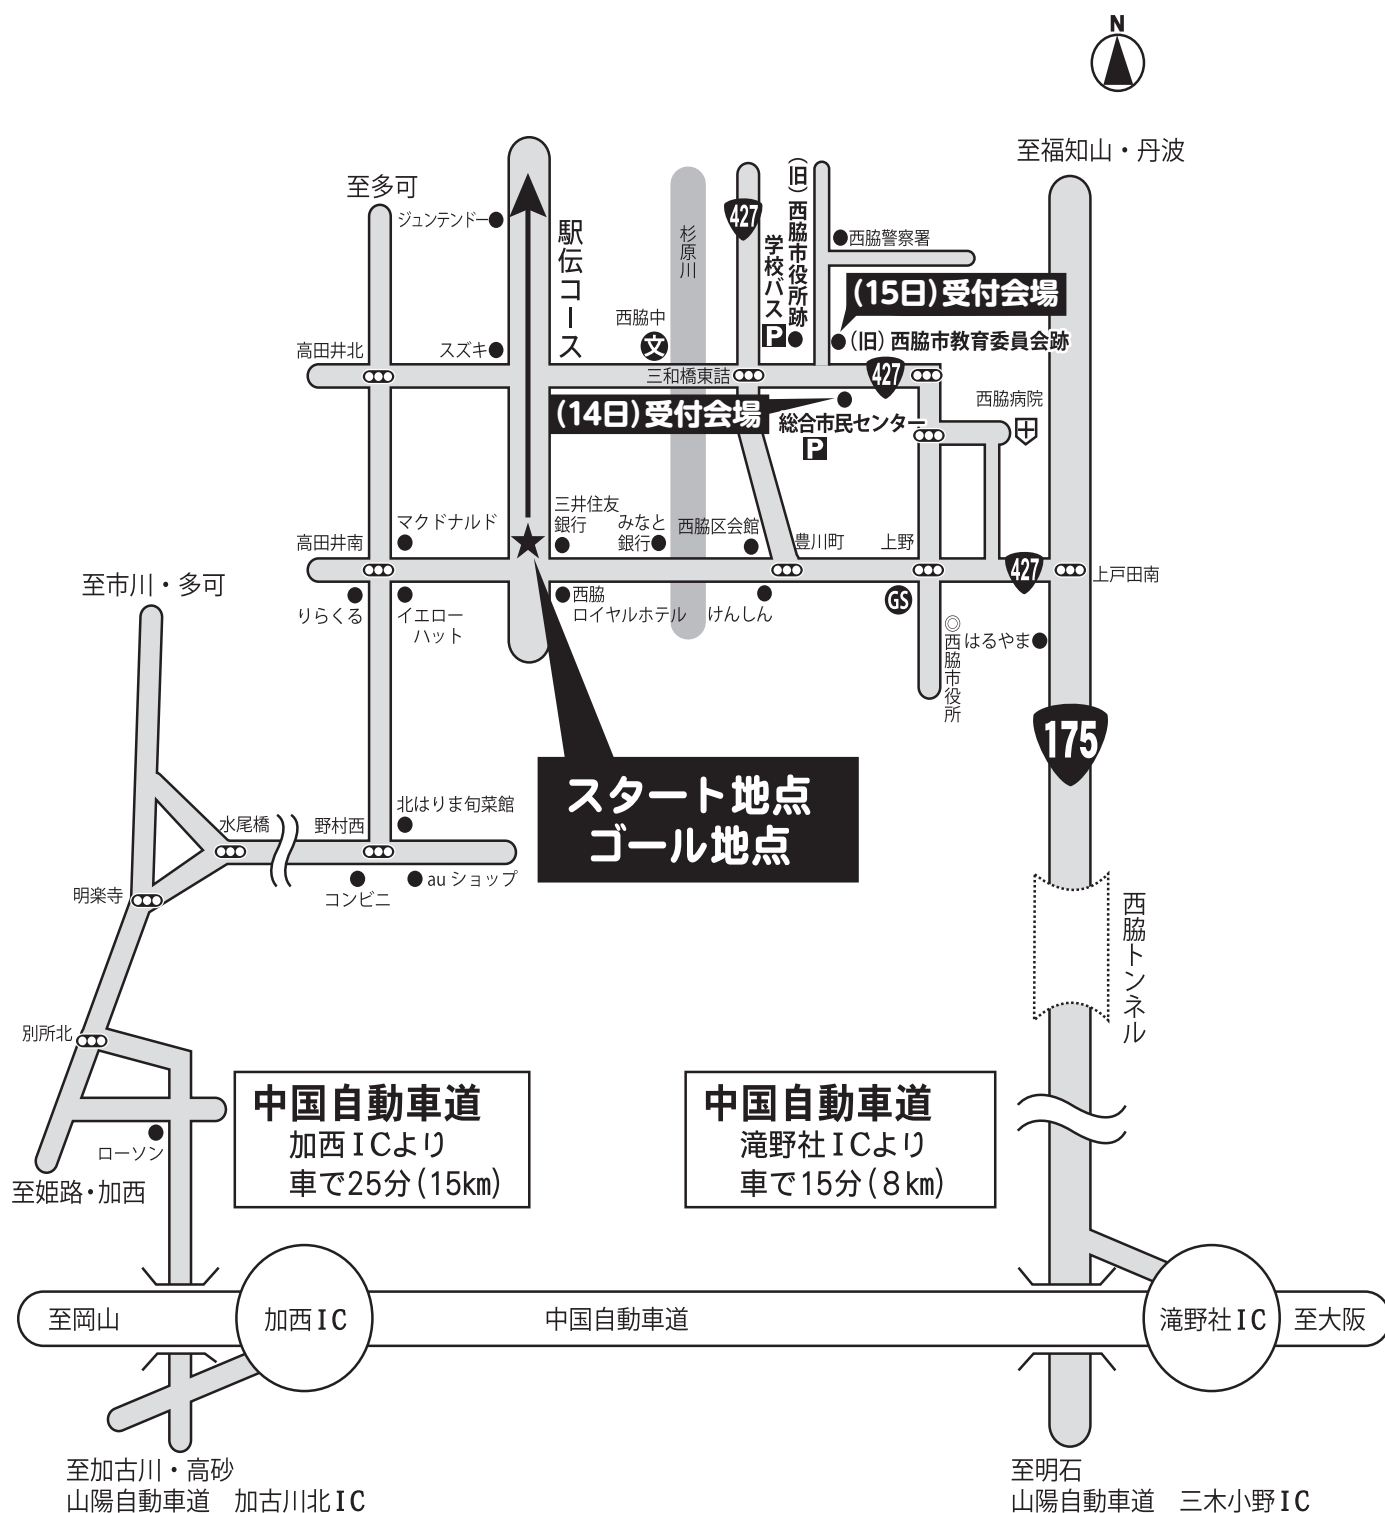 N
至福知山・丹波
至多可
ジュンテンドー
駅伝コース
杉原川
427
学校バス
P
(旧)西脇市役所跡
西脇警察署
(15日)受付会場
(旧)西脇市教育委員会跡
西脇中
文
高田井北
スズキ
三和橋東詰
427
西脇病院
(14日)受付会場
総合市民センター
P
三井住友
銀行
みなと
銀行
西脇区会館
マクドナルド
高田井南
豊川町
上野
427
上戸田南
りらくる
イエロー
ハット
西脇
ロイヤルホテル
けんしん
GS
◎西脇市役所
はるやま
至市川・多可
175
スタート地点
ゴール地点
北はりま旬菜館
水尾橋
野村西
コンビニ
auショップ
明楽寺
西脇トンネル
別所北
ローソン
至姫路・加西
中国自動車道
加西ICより
車で25分(15km)
中国自動車道
滝野社ICより
車で15分(8km)
至岡山
加西IC
中国自動車道
滝野社IC
至大阪
至加古川・高砂
山陽自動車道 加古川北IC
至明石
山陽自動車道 三木小野IC